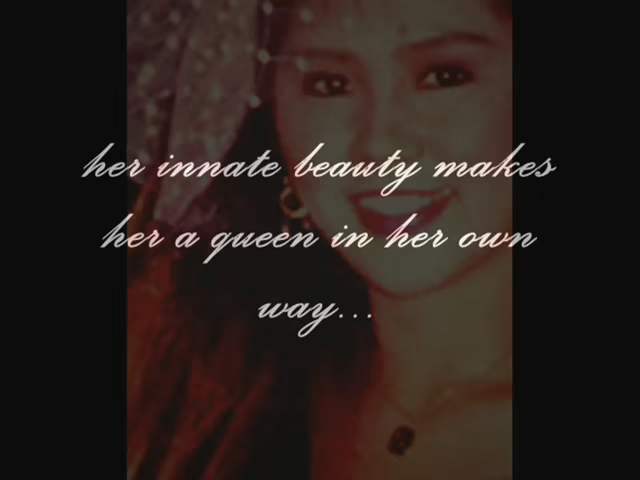 her innate beauty makes
her a queen in her own
way...